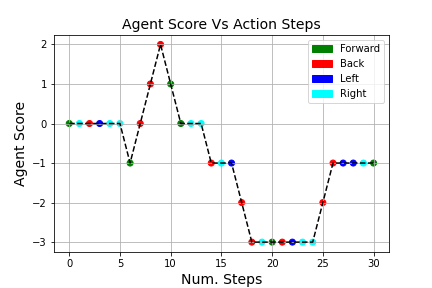 Agent Score Vs Action Steps
Forward
Back
Left
Right
2
1
0
−1
−2
−3
Agent Score
0 5 10 15 20 25 30
Num. Steps